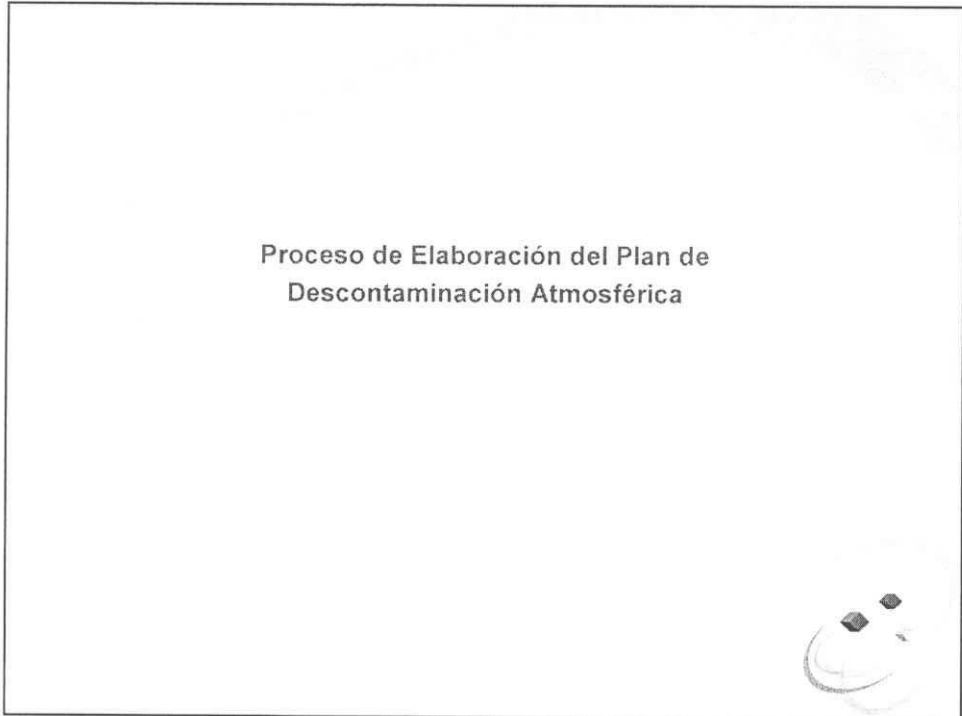 Proceso de Elaboración del Plan de
Descontaminación Atmosférica